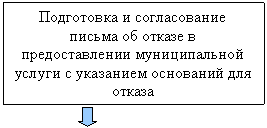 Подготовка и согласование
письма об отказе в
предоставлении муниципальной
услуги с указанием оснований для
отказа